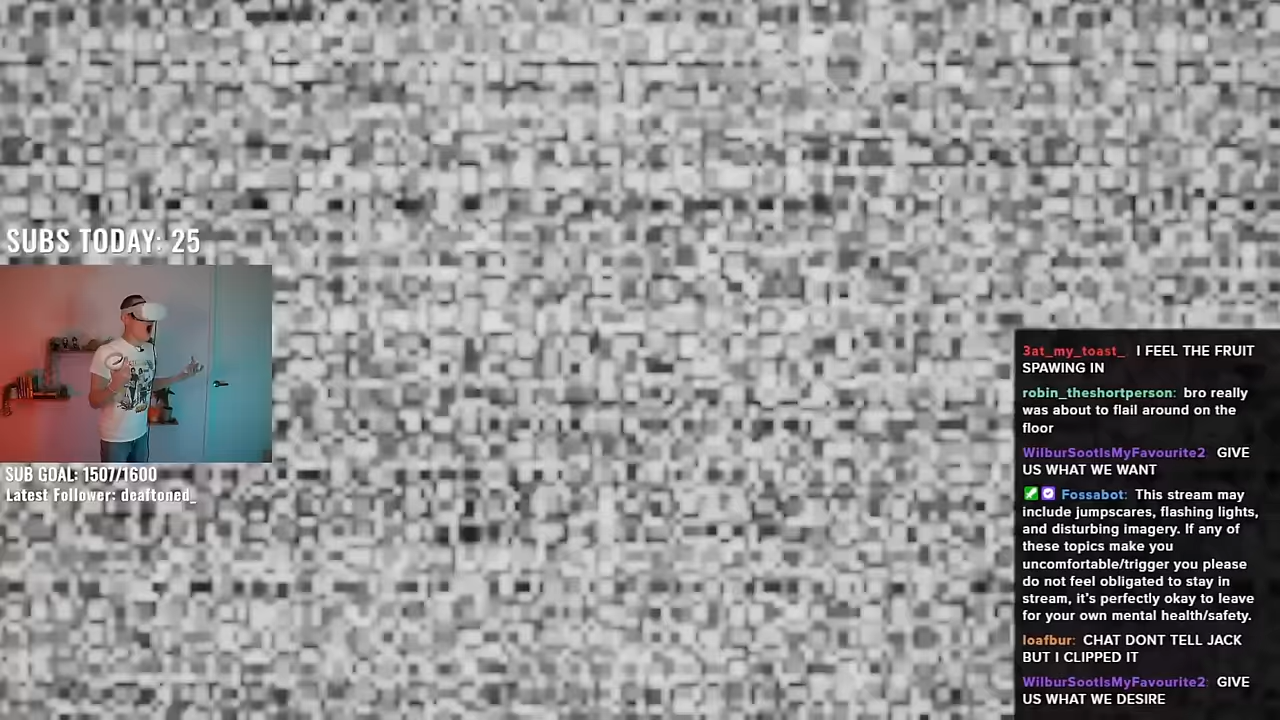 SUBS TODAY: 25
SUB GOAL: 1507/1600
Latest Follower: deaftoned_
3at_my_toast_ I FEEL THE FRUIT
SPAWING IN
robin_theshortperson: bro really
was about to flail around on the
floor
WilburSootIsMyFavourite2: GIVE
US WHAT WE WANT
Fossabot: This stream may
include jumpscares, flashing lights,
and disturbing imagery. If any of
these topics make you
uncomfortable/trigger you please
do not feel obligated to stay in
stream, it's perfectly okay to leave
for your own mental health/safety.
loafbur: CHAT DONT TELL JACK
BUT I CLIPPED IT
WilburSootIsMyFavourite2: GIVE
US WHAT WE DESIRE